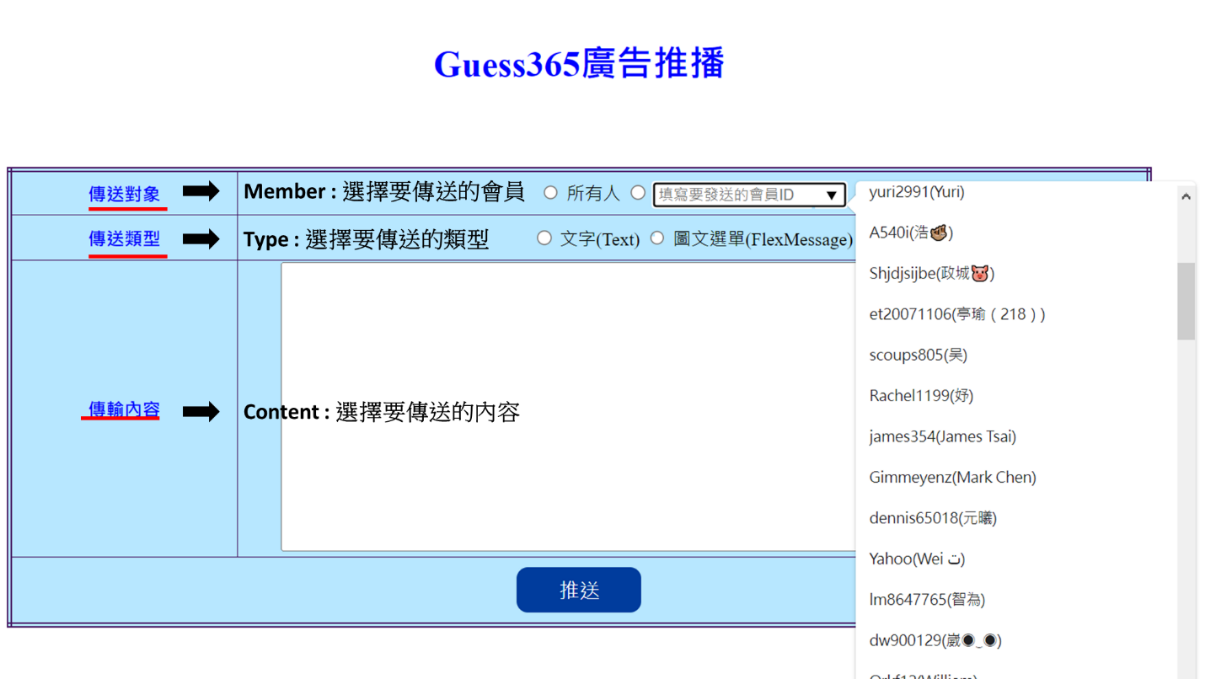 Guess365廣告推播
傳送對象 Member : 選擇要傳送的會員 所有人 填寫要發送的會員ID
傳送類型 Type : 選擇要傳送的類型 文字(Text) 圖文選單(FlexMessage)
傳輸內容 Content : 選擇要傳送的內容
推送
yuri2991(Yuri)
A540i(浩✊🏽)
Shjdjsijbe(政城🐷)
et20071106(亭瑜（218）)
scoups805(吴)
Rachel1199(妤)
james354(James Tsai)
Gimmeyenz(Mark Chen)
dennis65018(元曦)
Yahoo(Wei ت)
lm8647765(智為)
dw900129(崴◉‿◉)